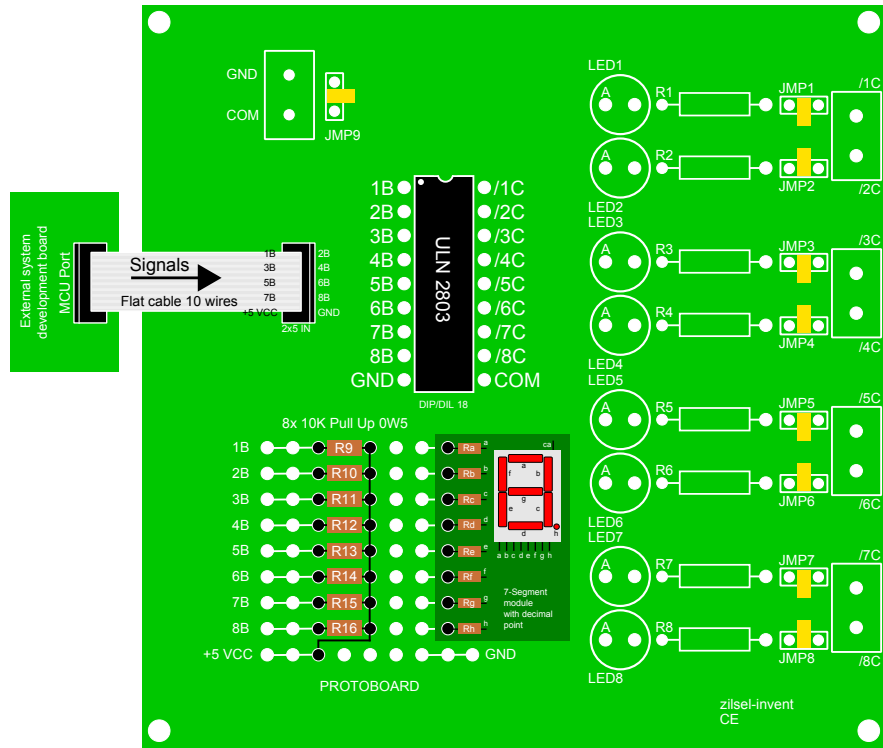 LED1
/1C
GND
A
R1
JMP1
COM
JMP9
A
R2
JMP2
/2C
LED2
1B /1C
2B /2C
3B /3C
4B /4C
5B /5C
6B /6C
7B /7C
8B /8C
GND COM
ULN 2803
DIP/DIL 18
External system
development board
MCU Port
Signals
Flat cable 10 wires
1B 2B
3B 4B
5B 6B
7B 8B
+5 VCC GND
2x5 IN
LED3
/3C
A
R3
JMP3
A
R4
JMP4
/4C
LED4
LED5
/5C
A
R5
JMP5
A
R6
JMP6
/6C
LED6
LED7
/7C
A
R7
JMP7
A
R8
JMP8
/8C
LED8
8x 10K Pull Up 0W5
1B R9 Ra a
2B R10 Rb b
3B R11 Rc c
4B R12 Rd d
5B R13 Re e
6B R14 Rf f
7B R15 Rg g
8B R16 Rh h
+5 VCC GND
ca
a
f b
g
e c
d h
a b c d e f g h
7-Segment
module
with decimal
point
PROTOBOARD
zilsel-invent
CE